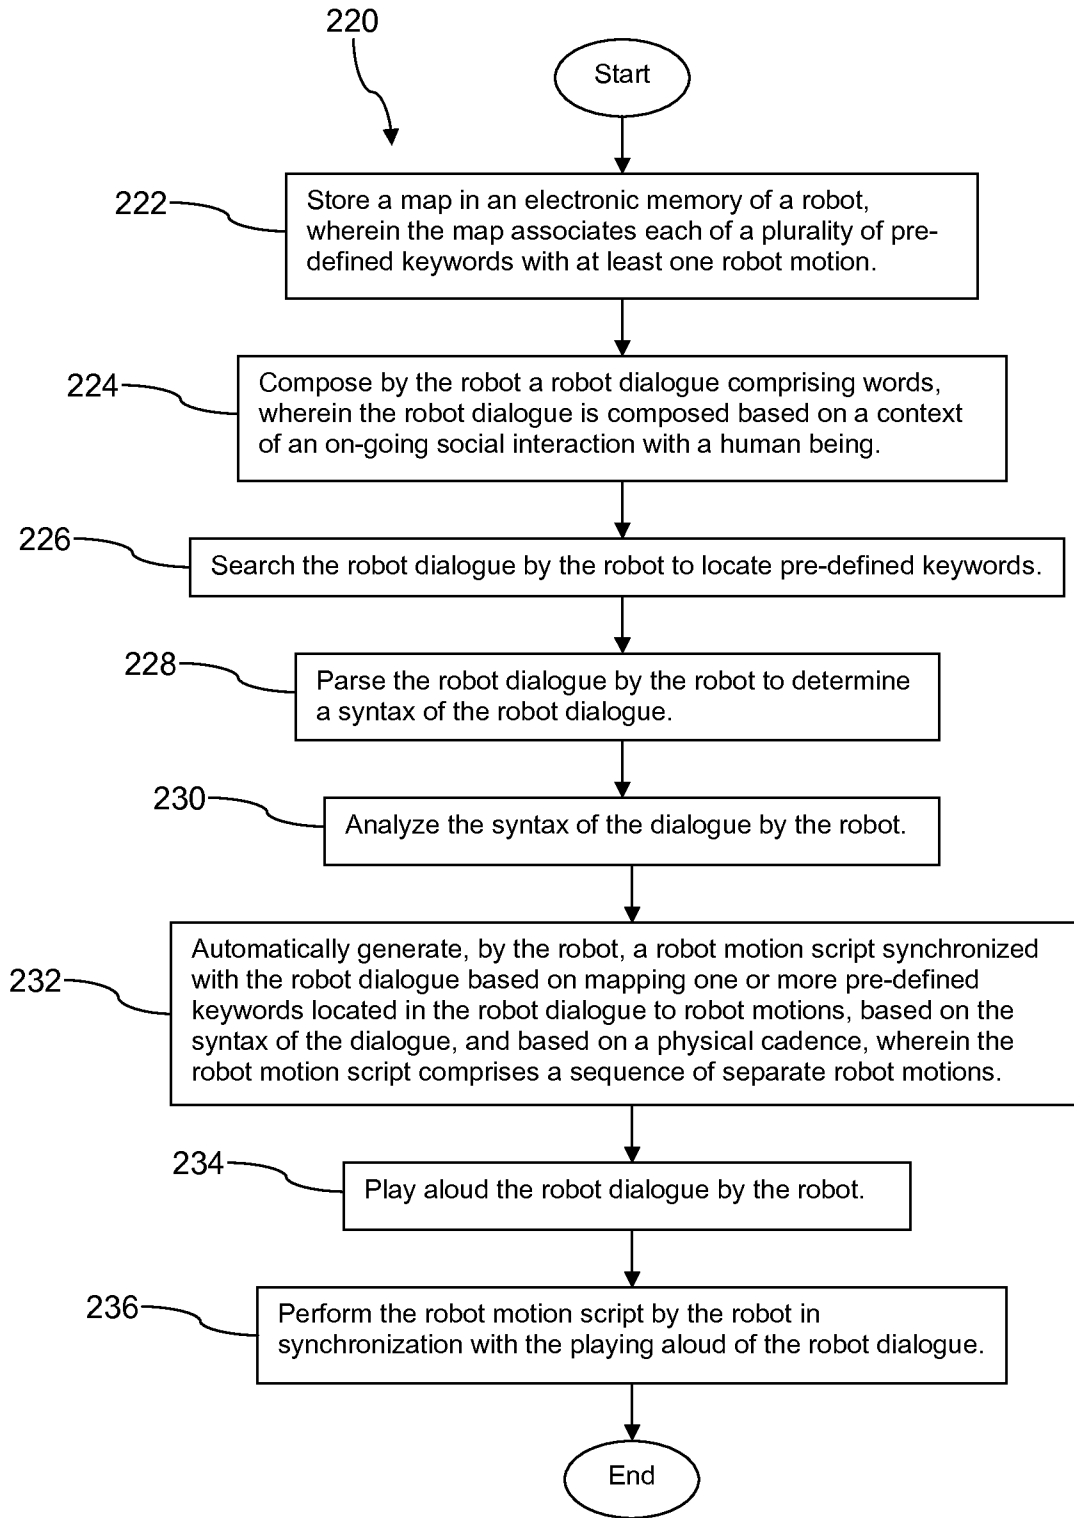 220
Start
222
Store a map in an electronic memory of a robot,
wherein the map associates each of a plurality of pre-
defined keywords with at least one robot motion.
224
Compose by the robot a robot dialogue comprising words,
wherein the robot dialogue is composed based on a context
of an on-going social interaction with a human being.
226
Search the robot dialogue by the robot to locate pre-defined keywords.
228
Parse the robot dialogue by the robot to determine
a syntax of the robot dialogue.
230
Analyze the syntax of the dialogue by the robot.
232
Automatically generate, by the robot, a robot motion script synchronized
with the robot dialogue based on mapping one or more pre-defined
keywords located in the robot dialogue to robot motions, based on the
syntax of the dialogue, and based on a physical cadence, wherein the
robot motion script comprises a sequence of separate robot motions.
234
Play aloud the robot dialogue by the robot.
236
Perform the robot motion script by the robot in
synchronization with the playing aloud of the robot dialogue.
End